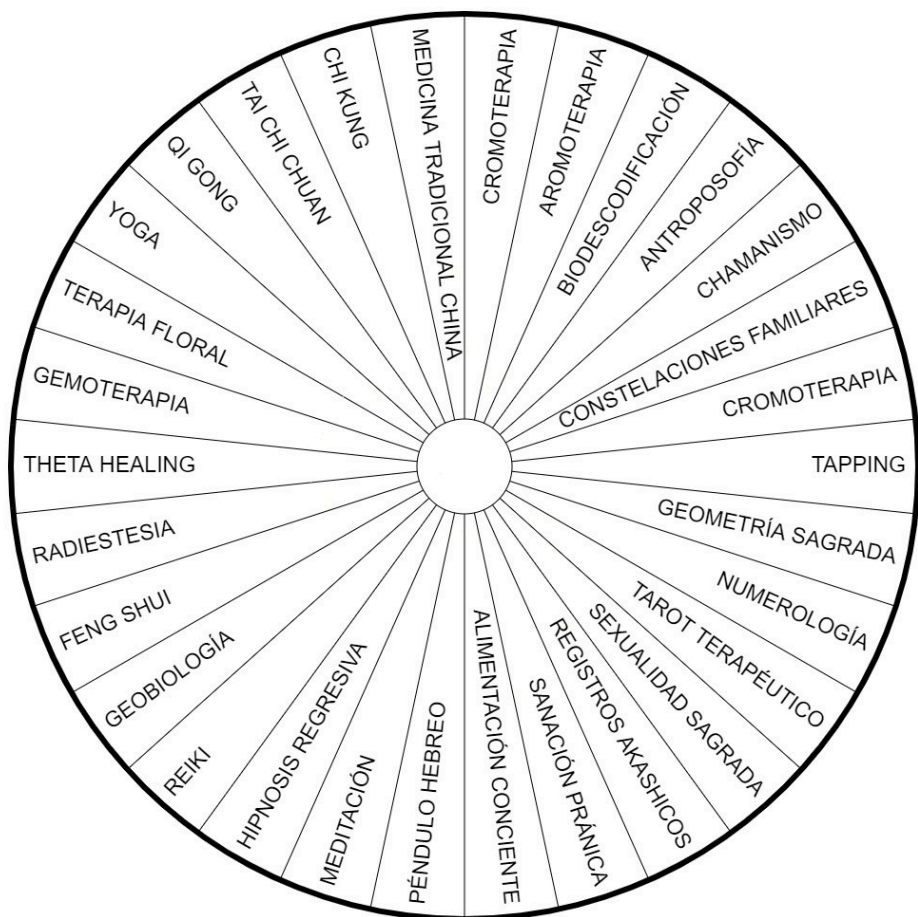 CROMOTERAPIA
AROMOTERAPIA
BIODESCODIFICACIÓN
ANTROPOSOFÍA
CHAMANISMO
CONSTELACIONES FAMILIARES
CROMOTERAPIA
TAPPING
GEOMETRÍA SAGRADA
NUMEROLOGÍA
TAROT TERAPÉUTICO
SEXUALIDAD SAGRADA
REGISTROS AKASHICOS
SANACIÓN PRÁNICA
ALIMENTACIÓN CONCIENTE
PÉNDULO HEBREO
MEDITACIÓN
HIPNOSIS REGRESIVA
REIKI
GEOBIOLOGÍA
FENG SHUI
RADIESTESIA
THETA HEALING
GEMOTERAPIA
TERAPIA FLORAL
YOGA
QI GONG
TAI CHI CHUAN
CHI KUNG
MEDICINA TRADICIONAL CHINA